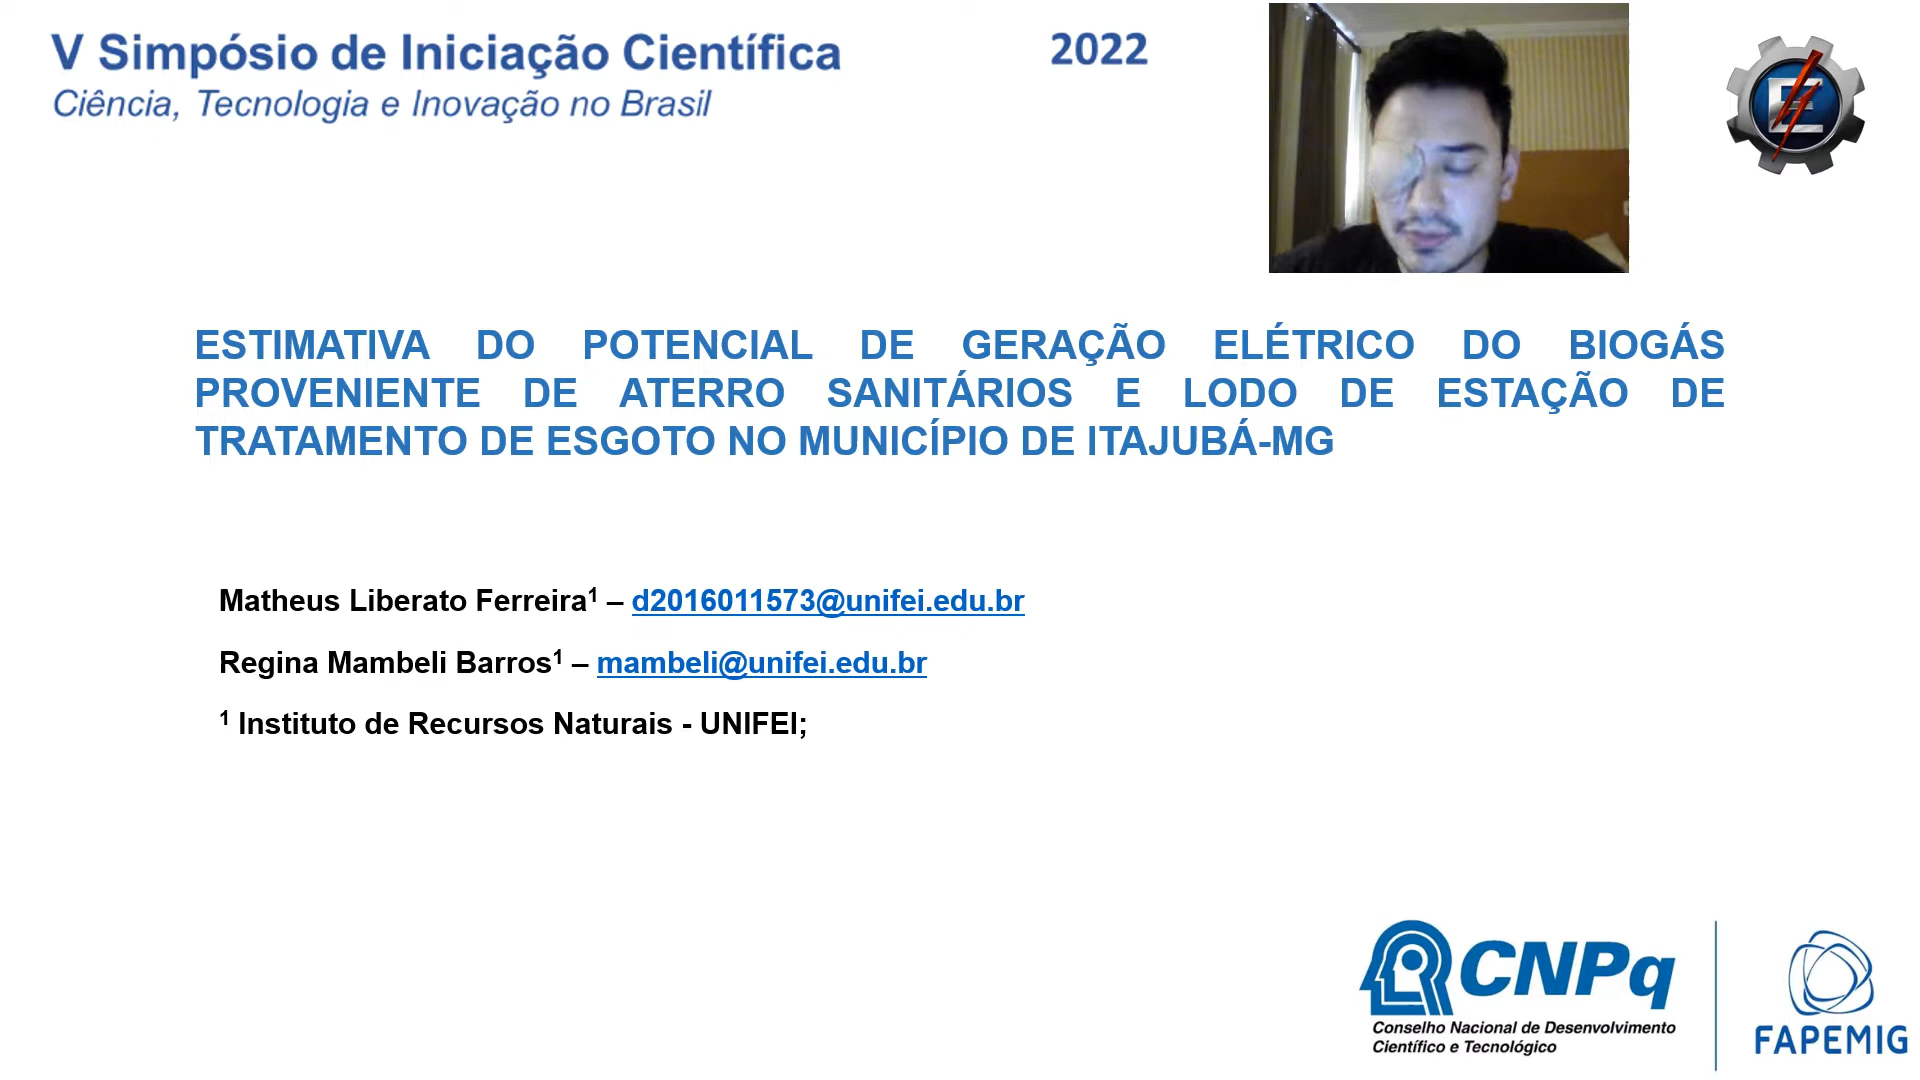 V Simpósio de Iniciação Científica
2022
Ciência, Tecnologia e Inovação no Brasil
E
ESTIMATIVA DO POTENCIAL DE GERAÇÃO ELÉTRICO DO BIOGÁS
PROVENIENTE DE ATERRO SANITÁRIOS E LODO DE ESTAÇÃO DE
TRATAMENTO DE ESGOTO NO MUNICÍPIO DE ITAJUBÁ-MG
Matheus Liberato Ferreira¹ – d2016011573@unifei.edu.br
Regina Mambeli Barros¹ – mambeli@unifei.edu.br
¹ Instituto de Recursos Naturais - UNIFEI;
CNPq
Conselho Nacional de Desenvolvimento
Científico e Tecnológico
FAPEMIG